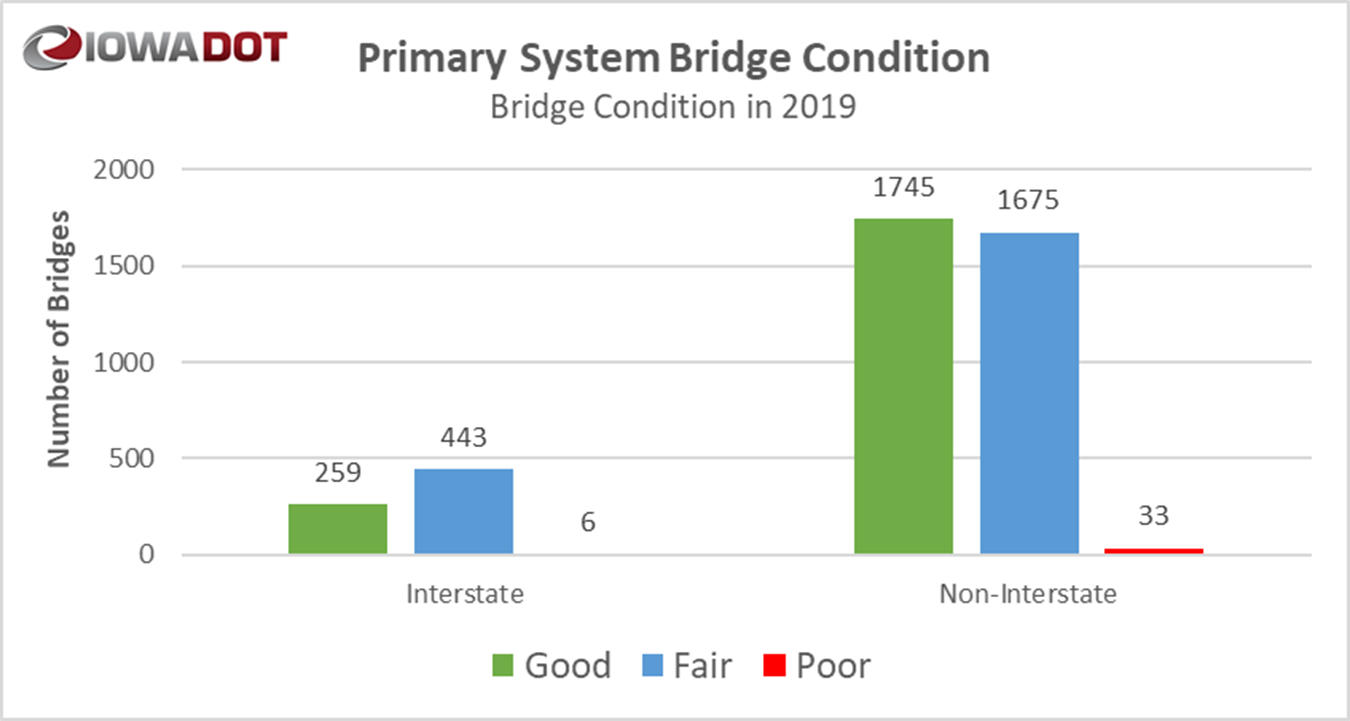 IOWADOT
Primary System Bridge Condition
Bridge Condition in 2019
Number of Bridges
2000
1500
1000
500
0
259
443
6
1745
1675
33
Interstate
Non-Interstate
Good
Fair
Poor